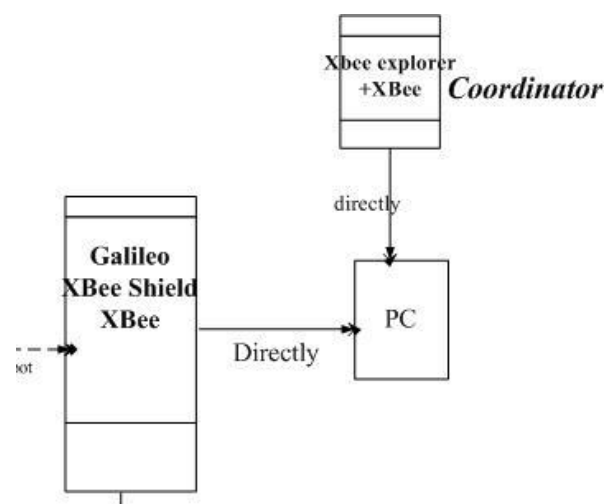 Xbee explorer
+XBee
Coordinator
directly
Galileo
XBee Shield
XBee
PC
Directly